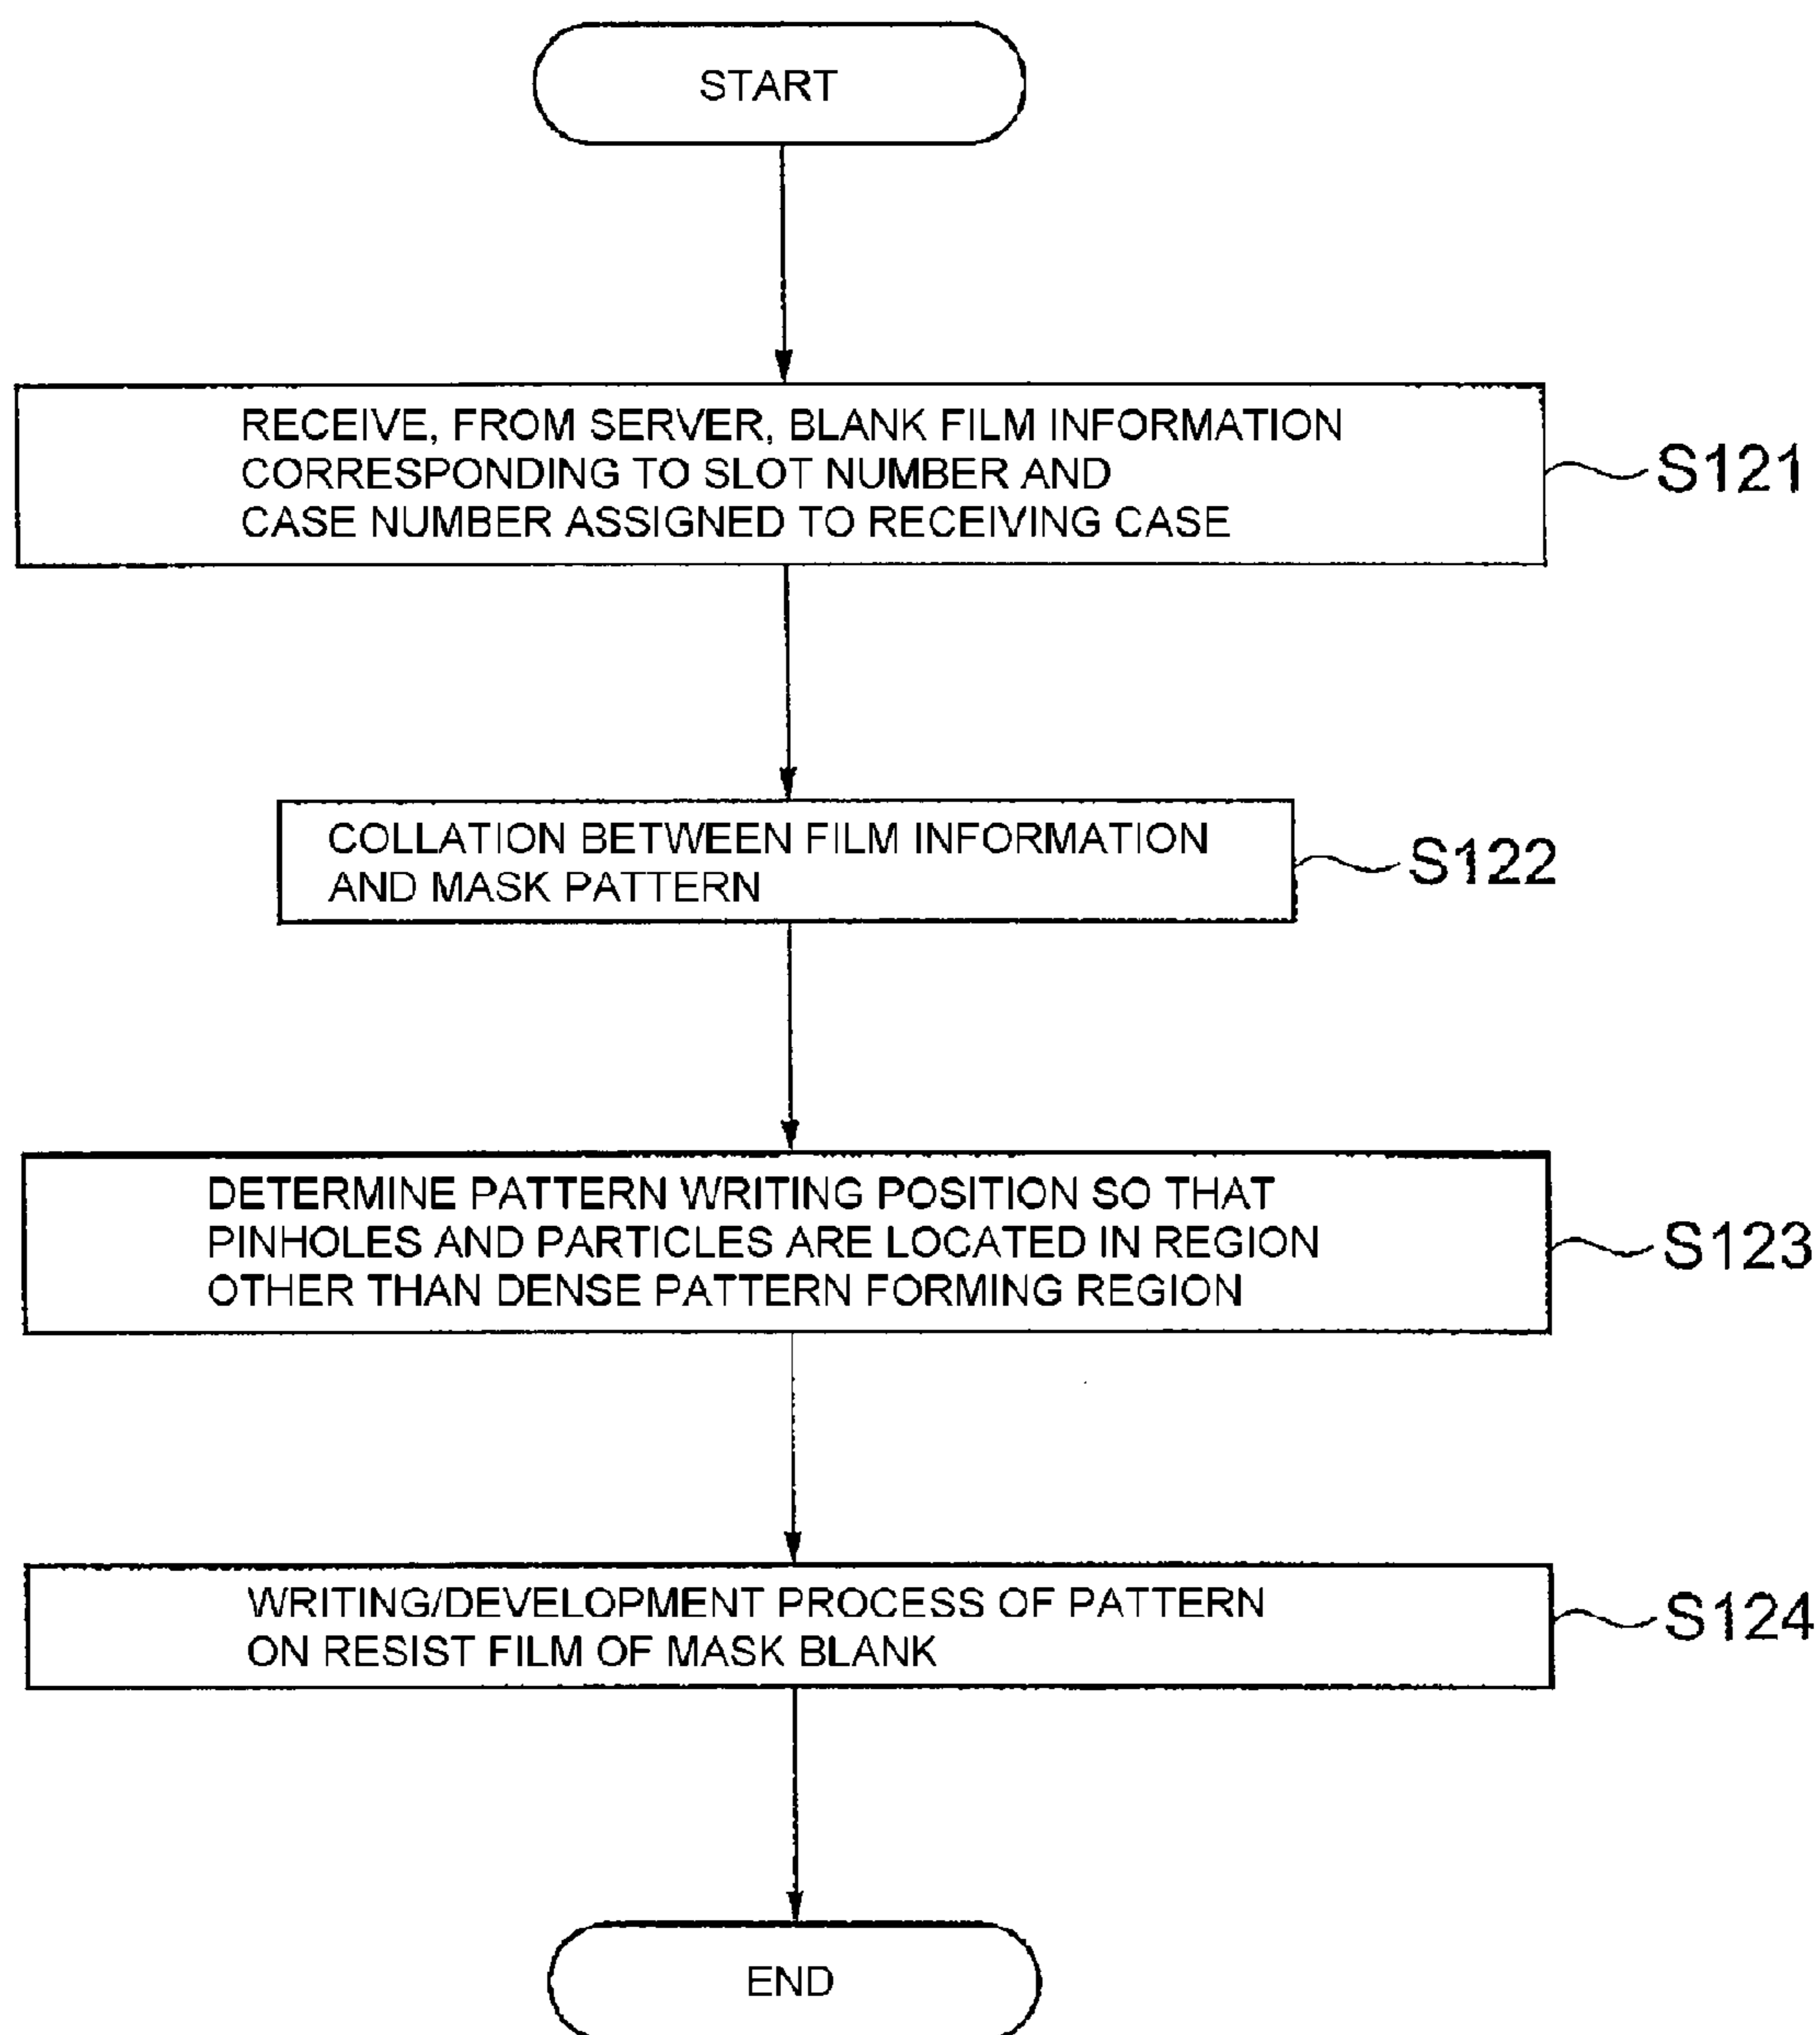 START
RECEIVE, FROM SERVER, BLANK FILM INFORMATION
CORRESPONDING TO SLOT NUMBER AND
CASE NUMBER ASSIGNED TO RECEIVING CASE
S121
COLLATION BETWEEN FILM INFORMATION
AND MASK PATTERN
S122
DETERMINE PATTERN WRITING POSITION SO THAT
PINHOLES AND PARTICLES ARE LOCATED IN REGION
OTHER THAN DENSE PATTERN FORMING REGION
S123
WRITING/DEVELOPMENT PROCESS OF PATTERN
ON RESIST FILM OF MASK BLANK
S124
END